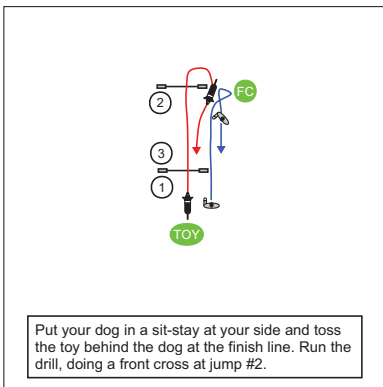 FC
2
3
1
TOY
Put your dog in a sit-stay at your side and toss
the toy behind the dog at the finish line. Run the
drill, doing a front cross at jump #2.